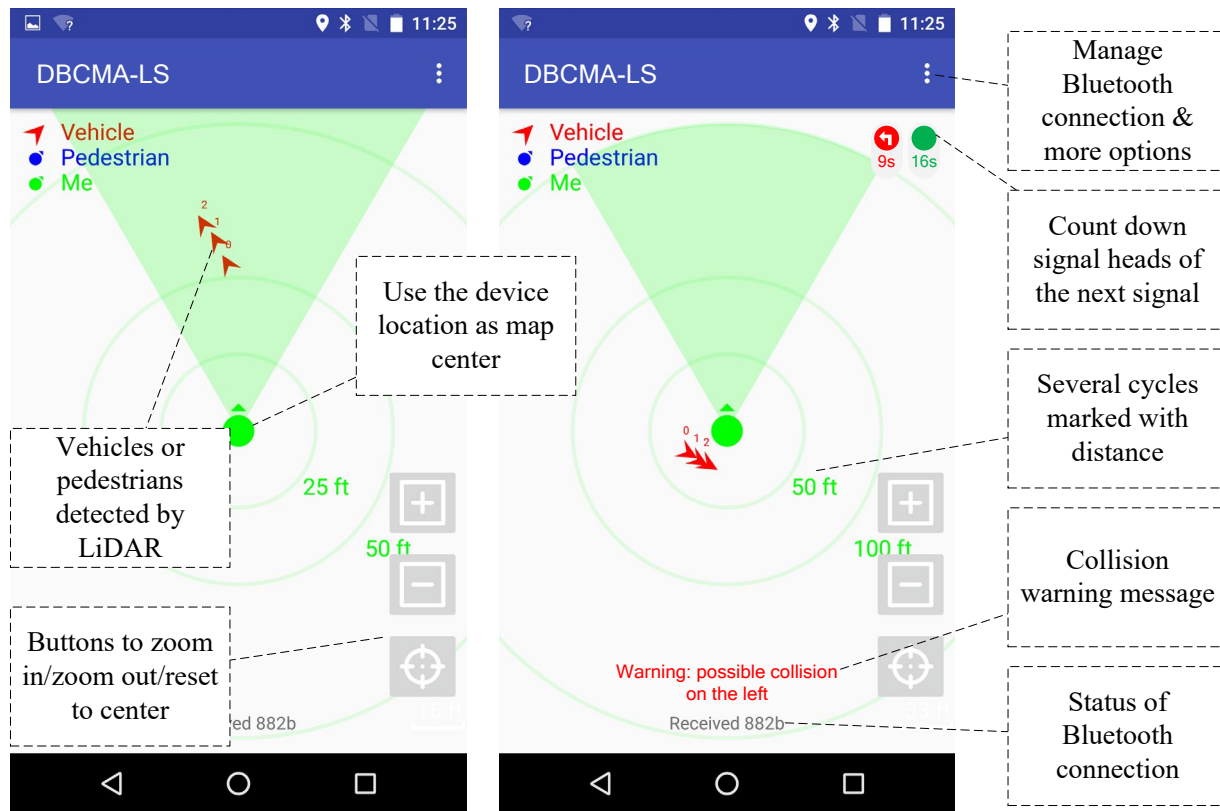 11:25
DBCMA-LS
Vehicle
Pedestrian
Me
2
1
0
25 ft
50 ft
ed 882b
11:25
DBCMA-LS
Vehicle
Pedestrian
Me
9s
16s
0
1
2
50 ft
100 ft
Warning: possible collision
on the left
Received 882b
Use the device
location as map
center
Vehicles or
pedestrians
detected by
LiDAR
Buttons to zoom
in/zoom out/reset
to center
Manage
Bluetooth
connection &
more options
Count down
signal heads of
the next signal
Several cycles
marked with
distance
Collision
warning message
Status of
Bluetooth
connection